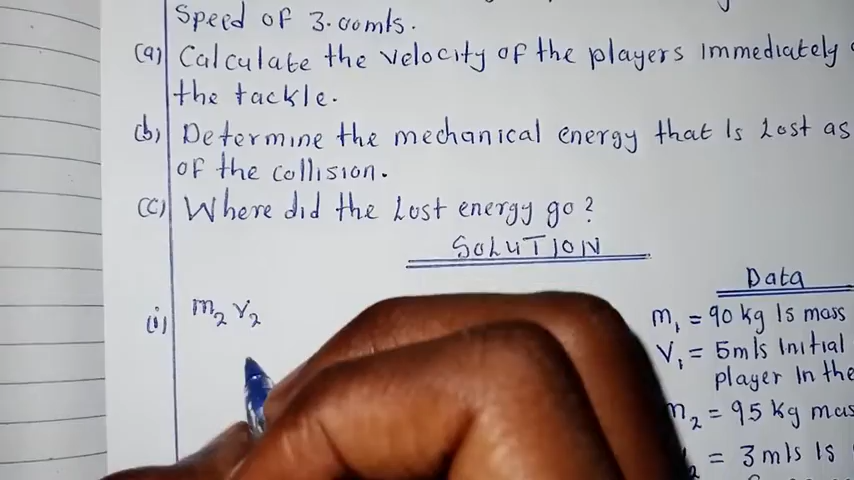 Speed of 3.00m/s.
(a) Calculate the velocity of the players immediately
the tackle.
(b) Determine the mechanical energy that Is Lost as
of the collision.
(c) Where did the Lost energy go?
SOLUTION
Data
(i) m₂ v₂
m₁ = 90 kg Is mass
V₁ = 5m/s Initial
player In the
m₂ = 95 kg mas
= 3 m/s Is